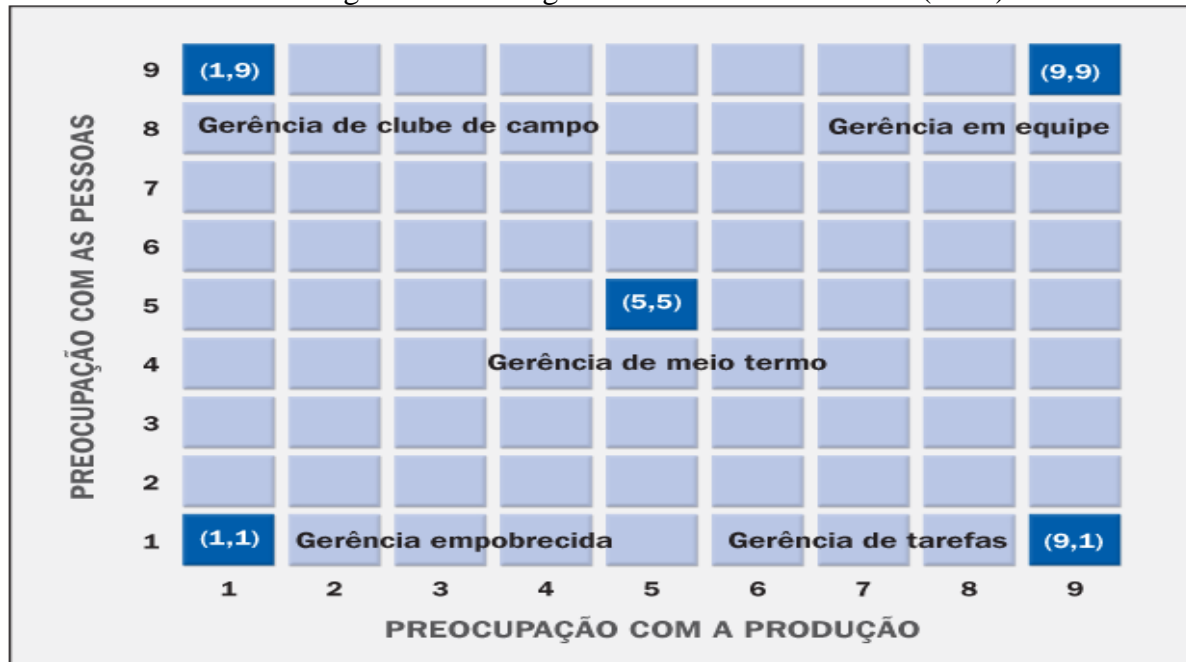 9 (1,9) (9,9)
8 Gerência de clube de campo Gerência em equipe
7
6
5 (5,5)
4 Gerência de meio termo
3
2
1 (1,1) Gerência empobrecida Gerência de tarefas (9,1)
1 2 3 4 5 6 7 8 9
PREOCUPAÇÃO COM A PRODUÇÃO
PREOCUPAÇÃO COM AS PESSOAS